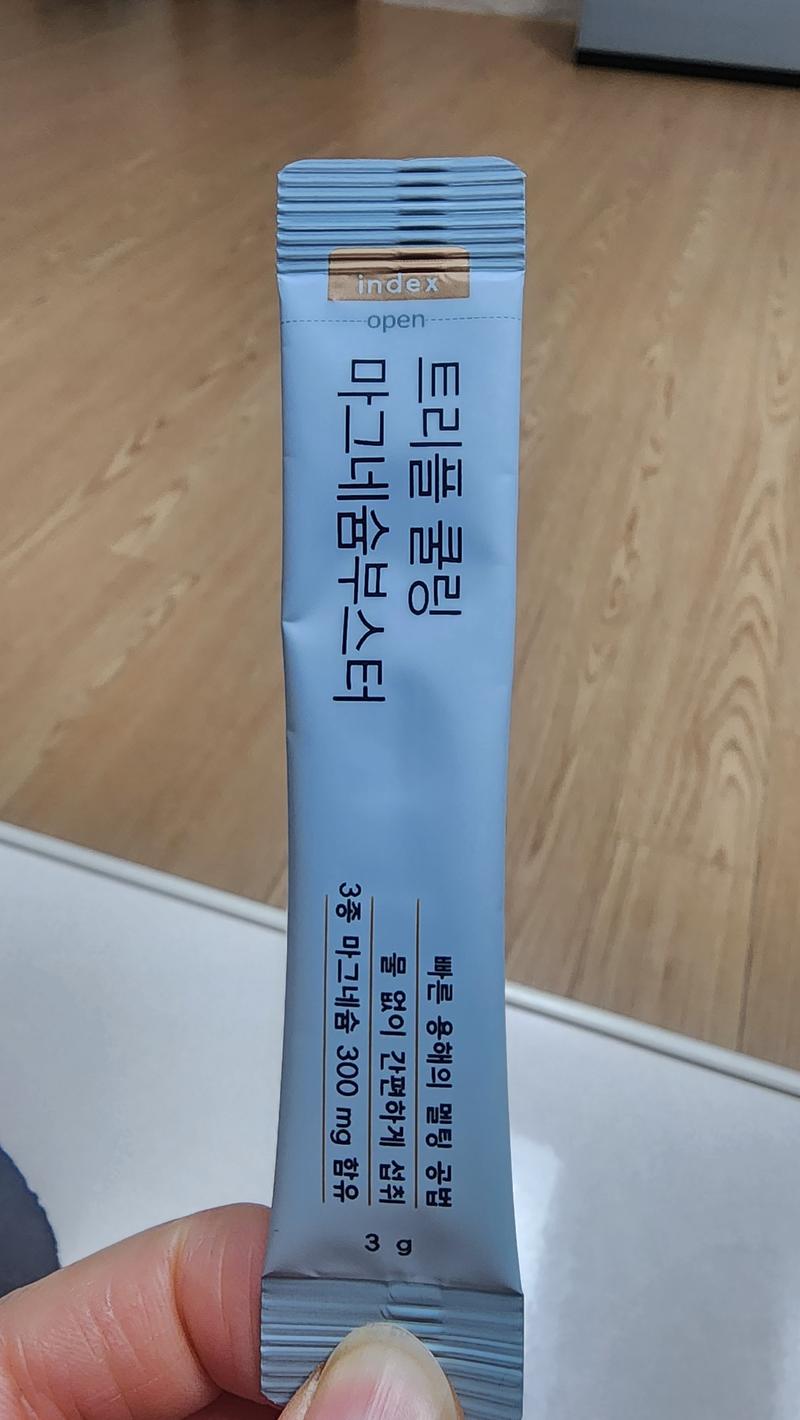 index
open
트리플 쿨링
마그네슘부스터
빠른 용해의 멜팅 공법
물 없이 간편하게 섭취
3종 마그네슘 300 mg 함유
3 g